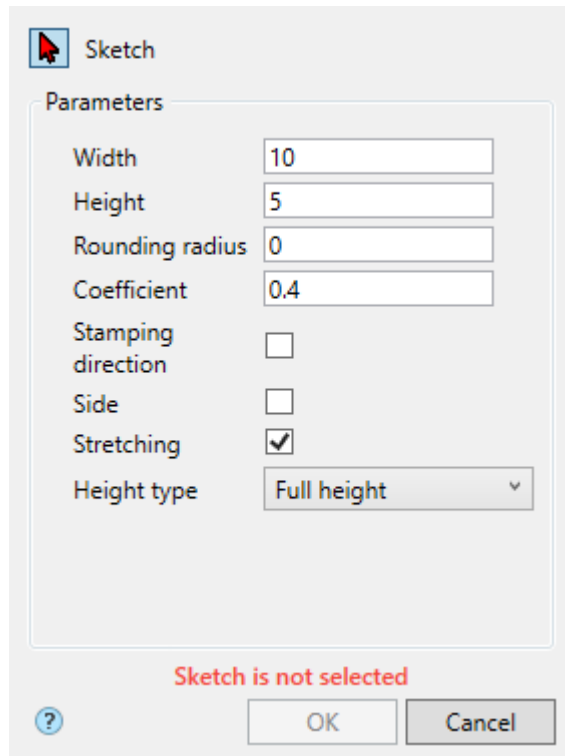 Sketch
Parameters
Width 10
Height 5
Rounding radius 0
Coefficient 0.4
Stamping
direction
Side
Stretching
Height type Full height
Sketch is not selected
? OK Cancel